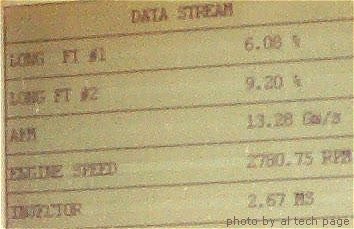 DATA STREAM
LONG FT #1 6.08 %
LONG FT #2 9.20 %
AFM 13.28 Gm/s
ENGINE SPEED 2780.75 RPM
INJECTOR 2.67 MS
photo by al tech page